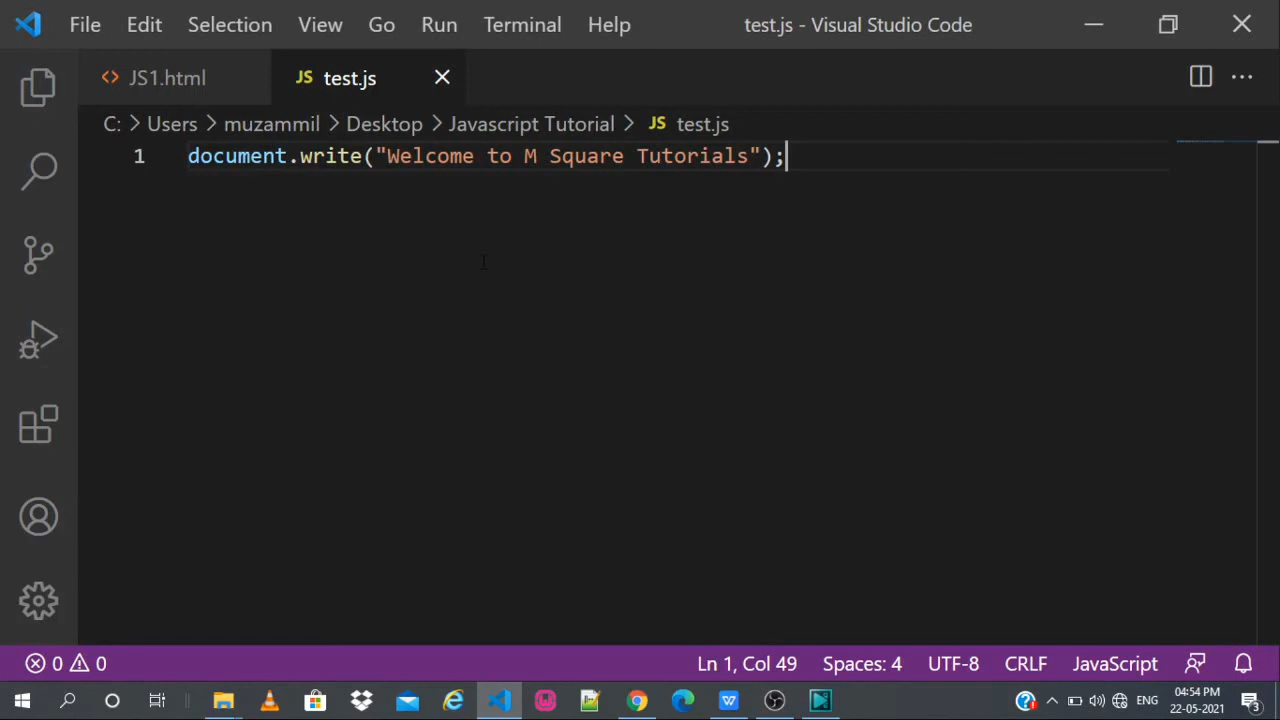 File Edit Selection View Go Run Terminal Help test.js - Visual Studio Code
<> JS1.html JS test.js
C: > Users > muzammil > Desktop > Javascript Tutorial > JS test.js
1 document.write("Welcome to M Square Tutorials");
0 0 Ln 1, Col 49 Spaces: 4 UTF-8 CRLF JavaScript
ENG 04:54 PM
22-05-2021 3